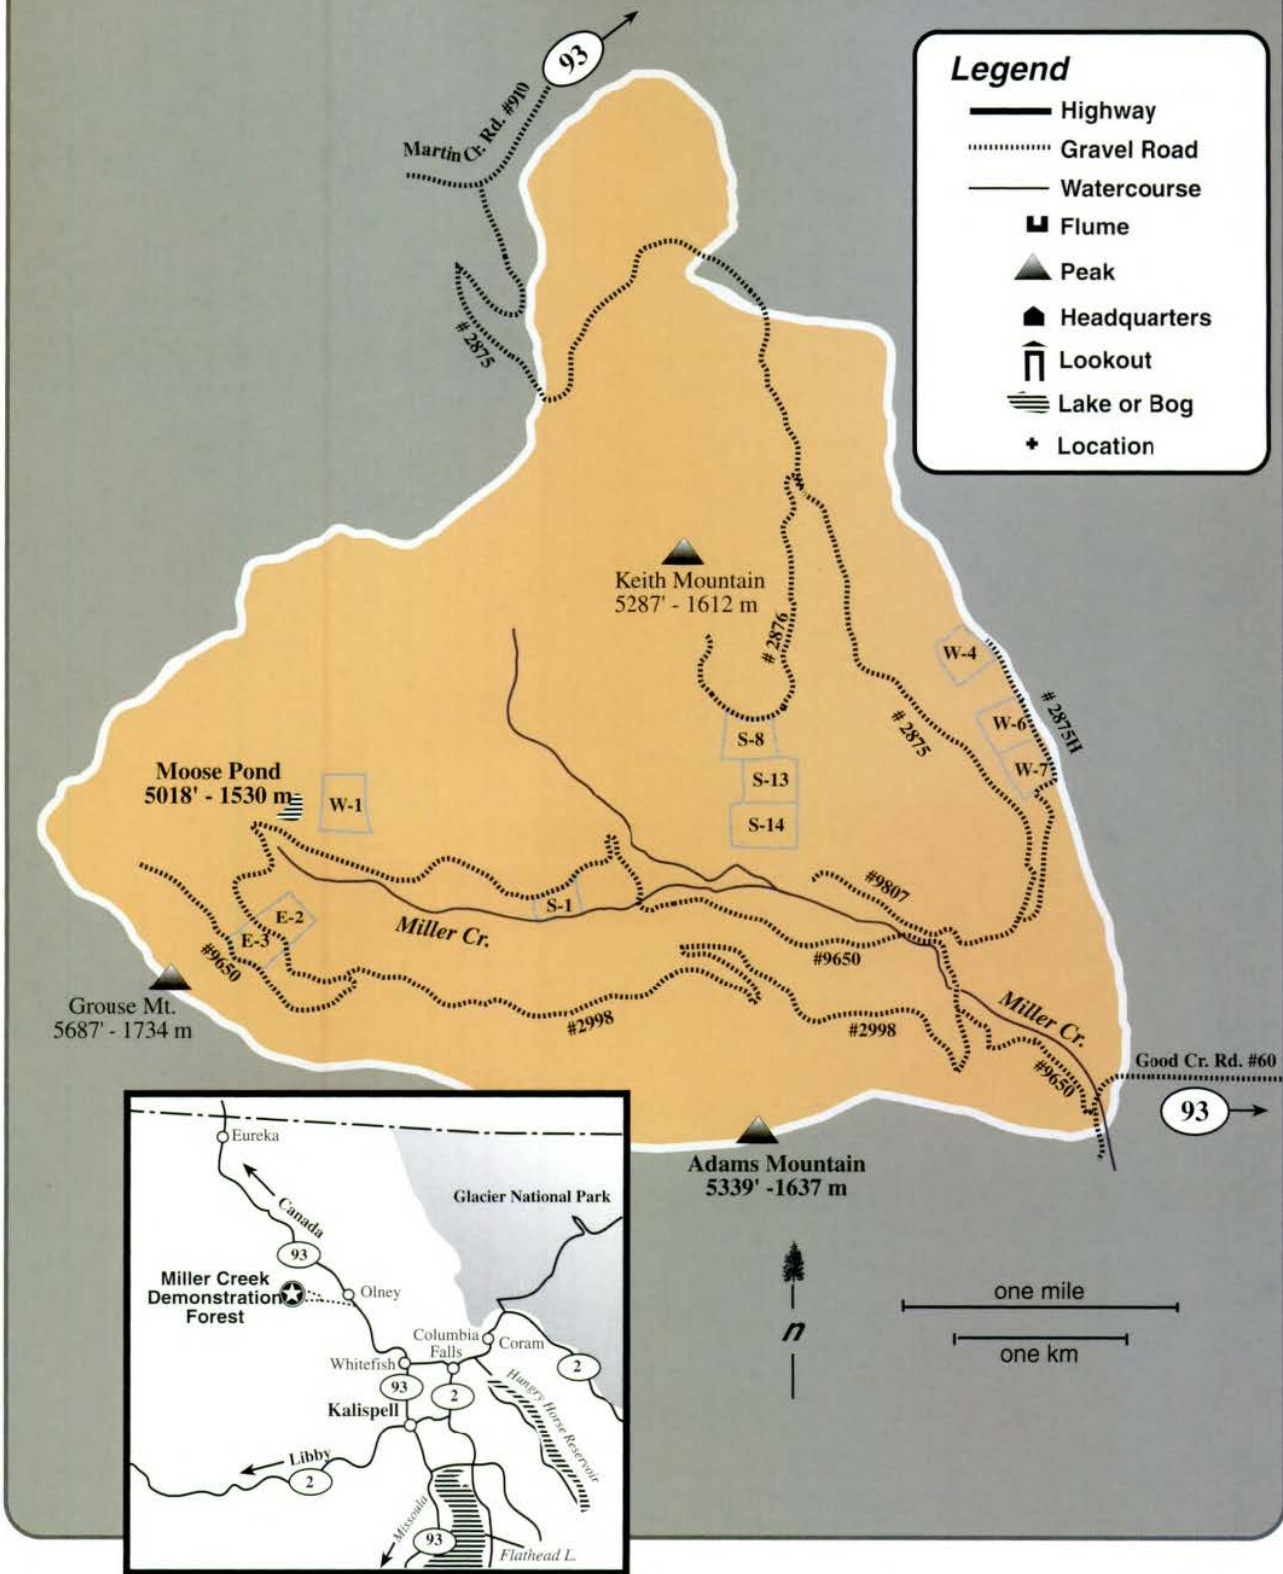 93
Martin Cr. Rd. #910
# 2875
Legend
Highway
Gravel Road
Watercourse
Flume
Peak
Headquarters
Lookout
Lake or Bog
Location
Keith Mountain
5287' - 1612 m
# 2876
W-4
# 2875H
W-6
# 2875
W-7
S-8
S-13
S-14
Moose Pond
5018' - 1530 m
W-1
#9807
S-1
E-2
E-3
Miller Cr.
#9650
#9650
Grouse Mt.
5687' - 1734 m
#2998
#2998
Miller Cr.
#9650
Good Cr. Rd. #60
93
Adams Mountain
5339' -1637 m
n
one mile
one km
Eureka
Canada
93
Glacier National Park
Miller Creek
Demonstration
Forest
Olney
Columbia
Falls
Coram
Whitefish
2
93
2
Hungry Horse Reservoir
Kalispell
Libby
2
Missoula
93
Flathead L.